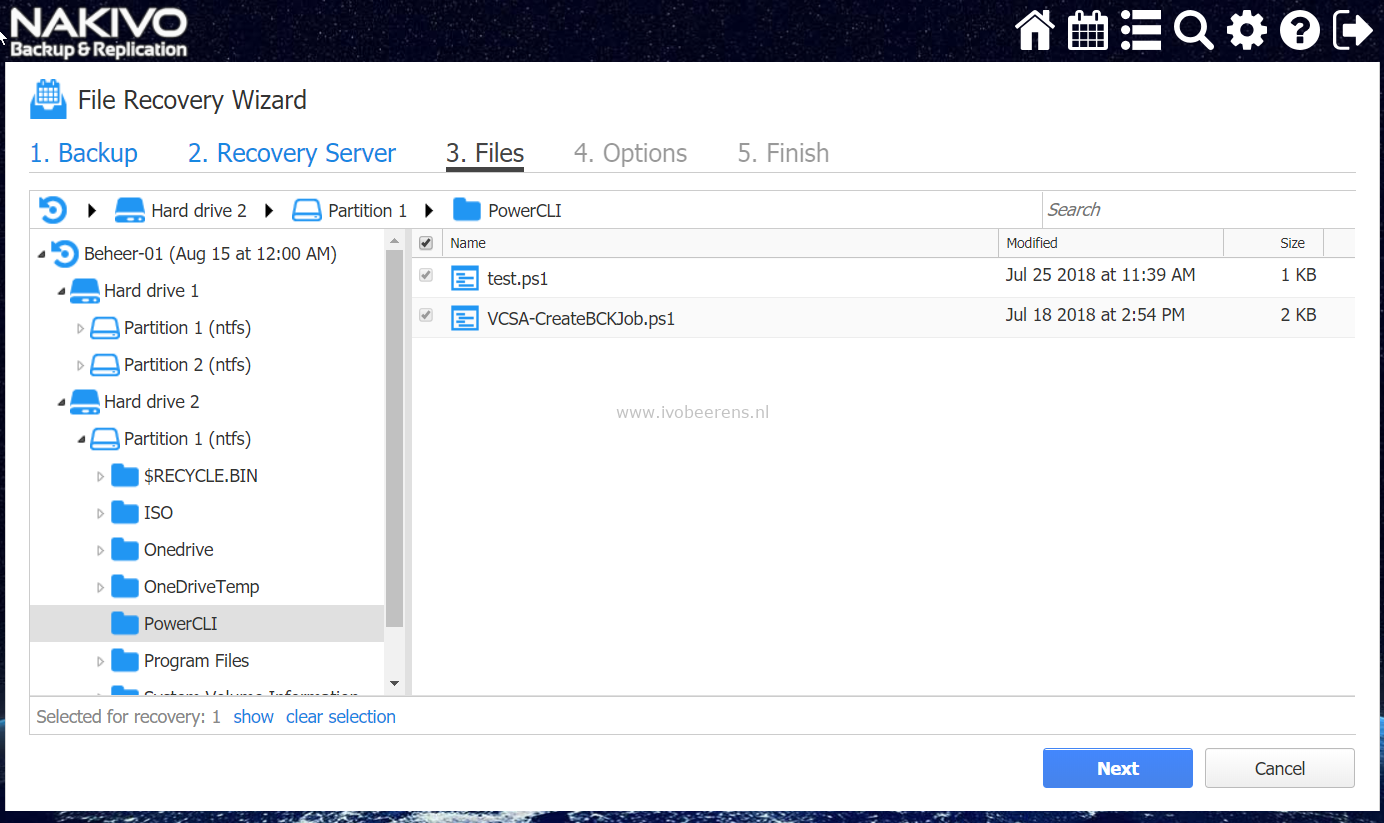 NAKIVO
Backup & Replication
File Recovery Wizard
1. Backup 2. Recovery Server 3. Files 4. Options 5. Finish
Hard drive 2 Partition 1 PowerCLI Search
Name Modified Size
Beheer-01 (Aug 15 at 12:00 AM)
Hard drive 1
Partition 1 (ntfs)
Partition 2 (ntfs)
Hard drive 2
Partition 1 (ntfs)
$RECYCLE.BIN
ISO
Onedrive
OneDriveTemp
PowerCLI
Program Files
System Volume Information
test.ps1 Jul 25 2018 at 11:39 AM 1 KB
VCSA-CreateBCKJob.ps1 Jul 18 2018 at 2:54 PM 2 KB
www.ivobeerens.nl
Selected for recovery: 1 show clear selection
Next Cancel